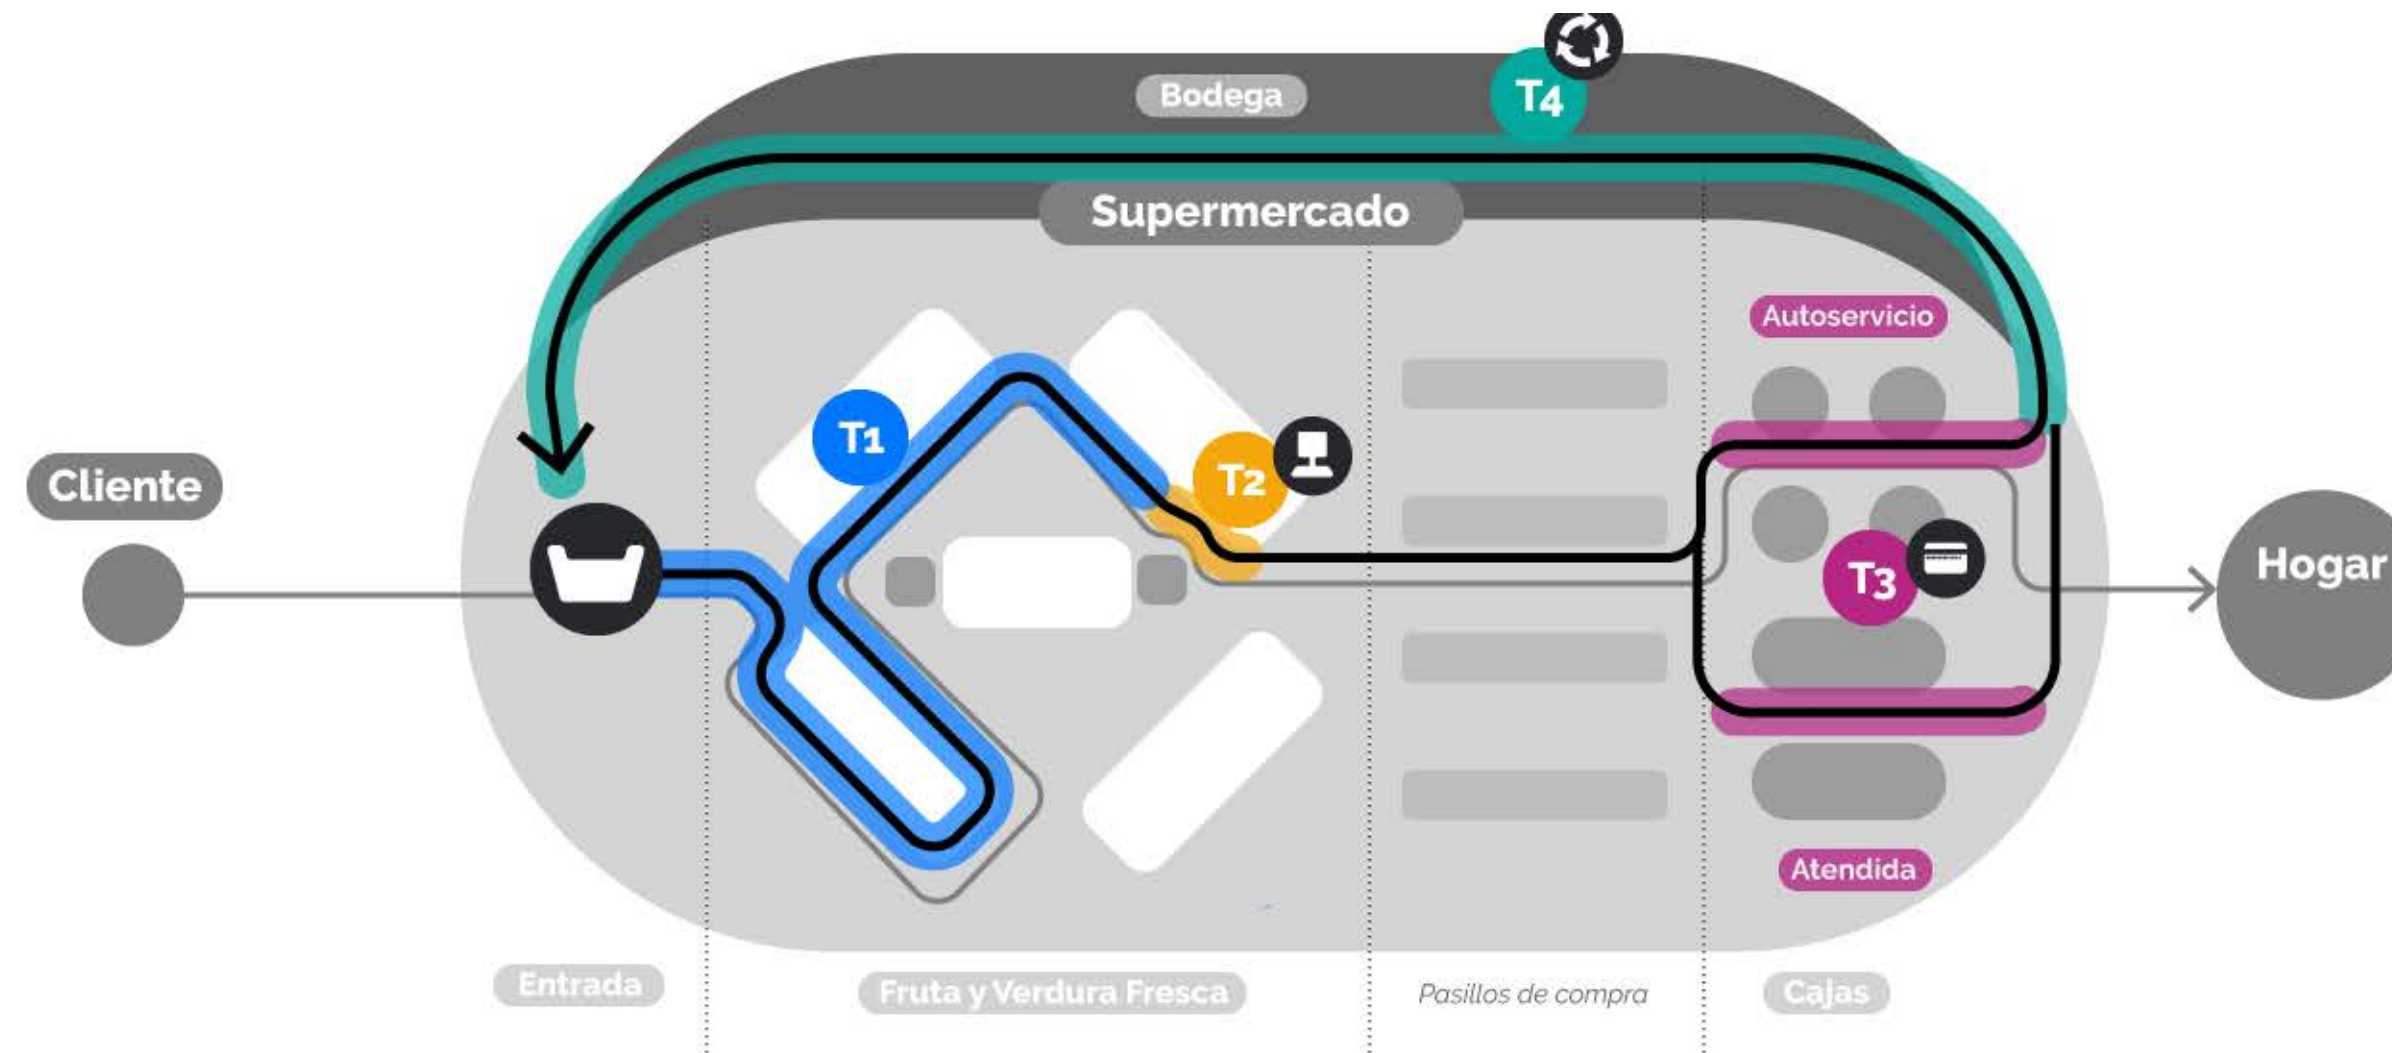 Bodega
T4
Supermercado
Autoservicio
T1
T2
Cliente
T3
Hogar
Atendida
Entrada
Fruta y Verdura Fresca
Pasillos de compra
Cajas